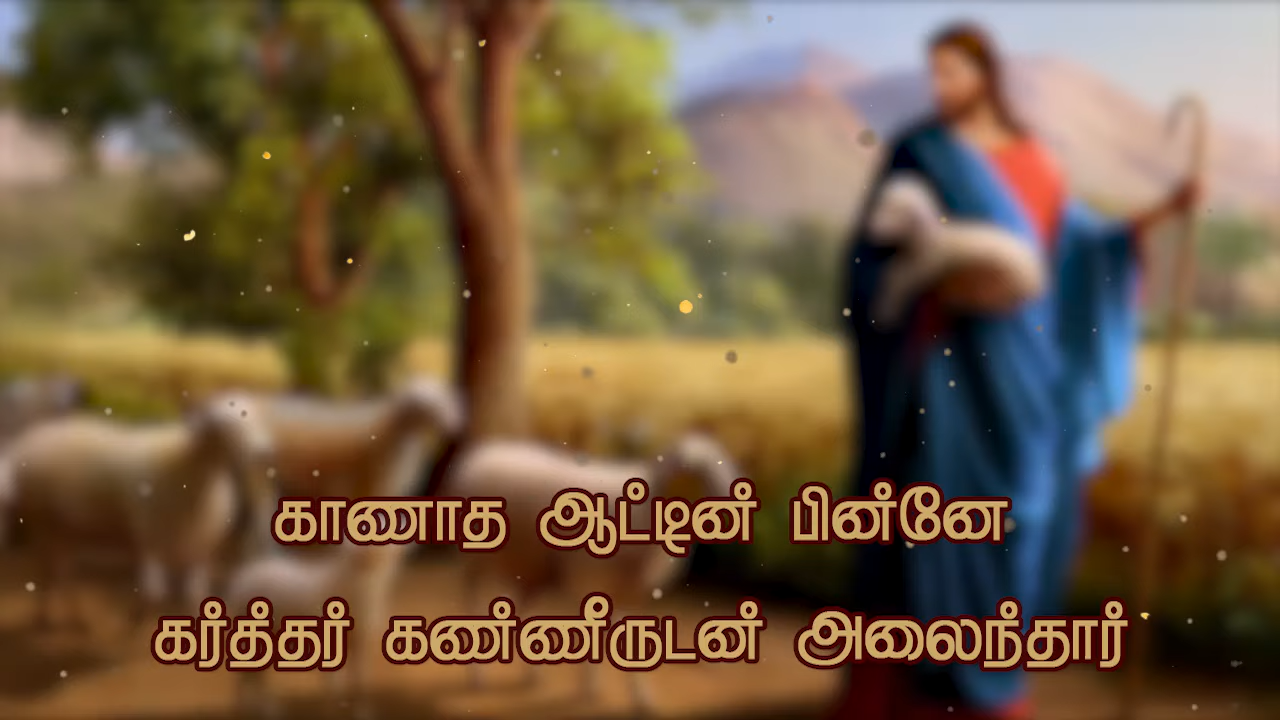 காணாத ஆட்டின் பின்னே
கர்த்தர் கண்ணீருடன் அலைந்தார்